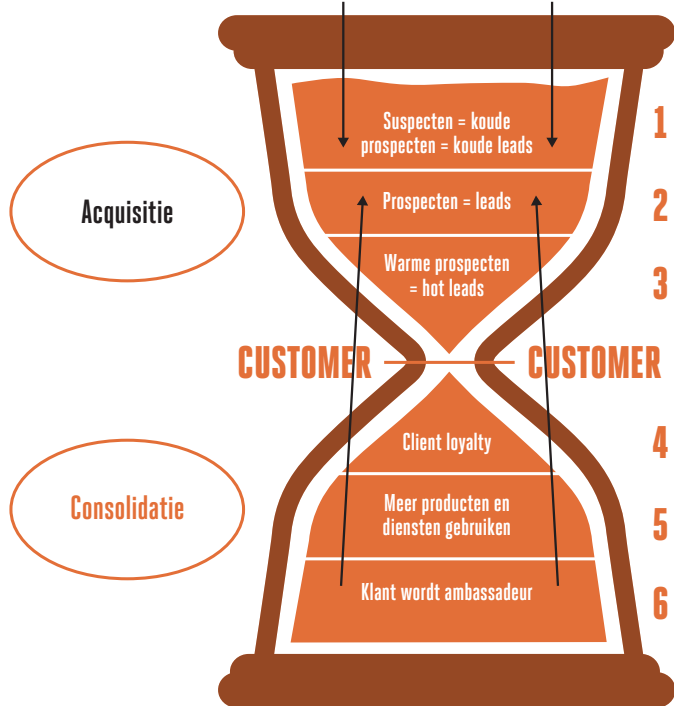 Suspecten = koude
prospecten = koude leads
1
Acquisitie
Prospecten = leads
2
Warme prospecten
= hot leads
3
CUSTOMER CUSTOMER
Client loyalty
4
Consolidatie
Meer producten en
diensten gebruiken
5
Klant wordt ambassadeur
6